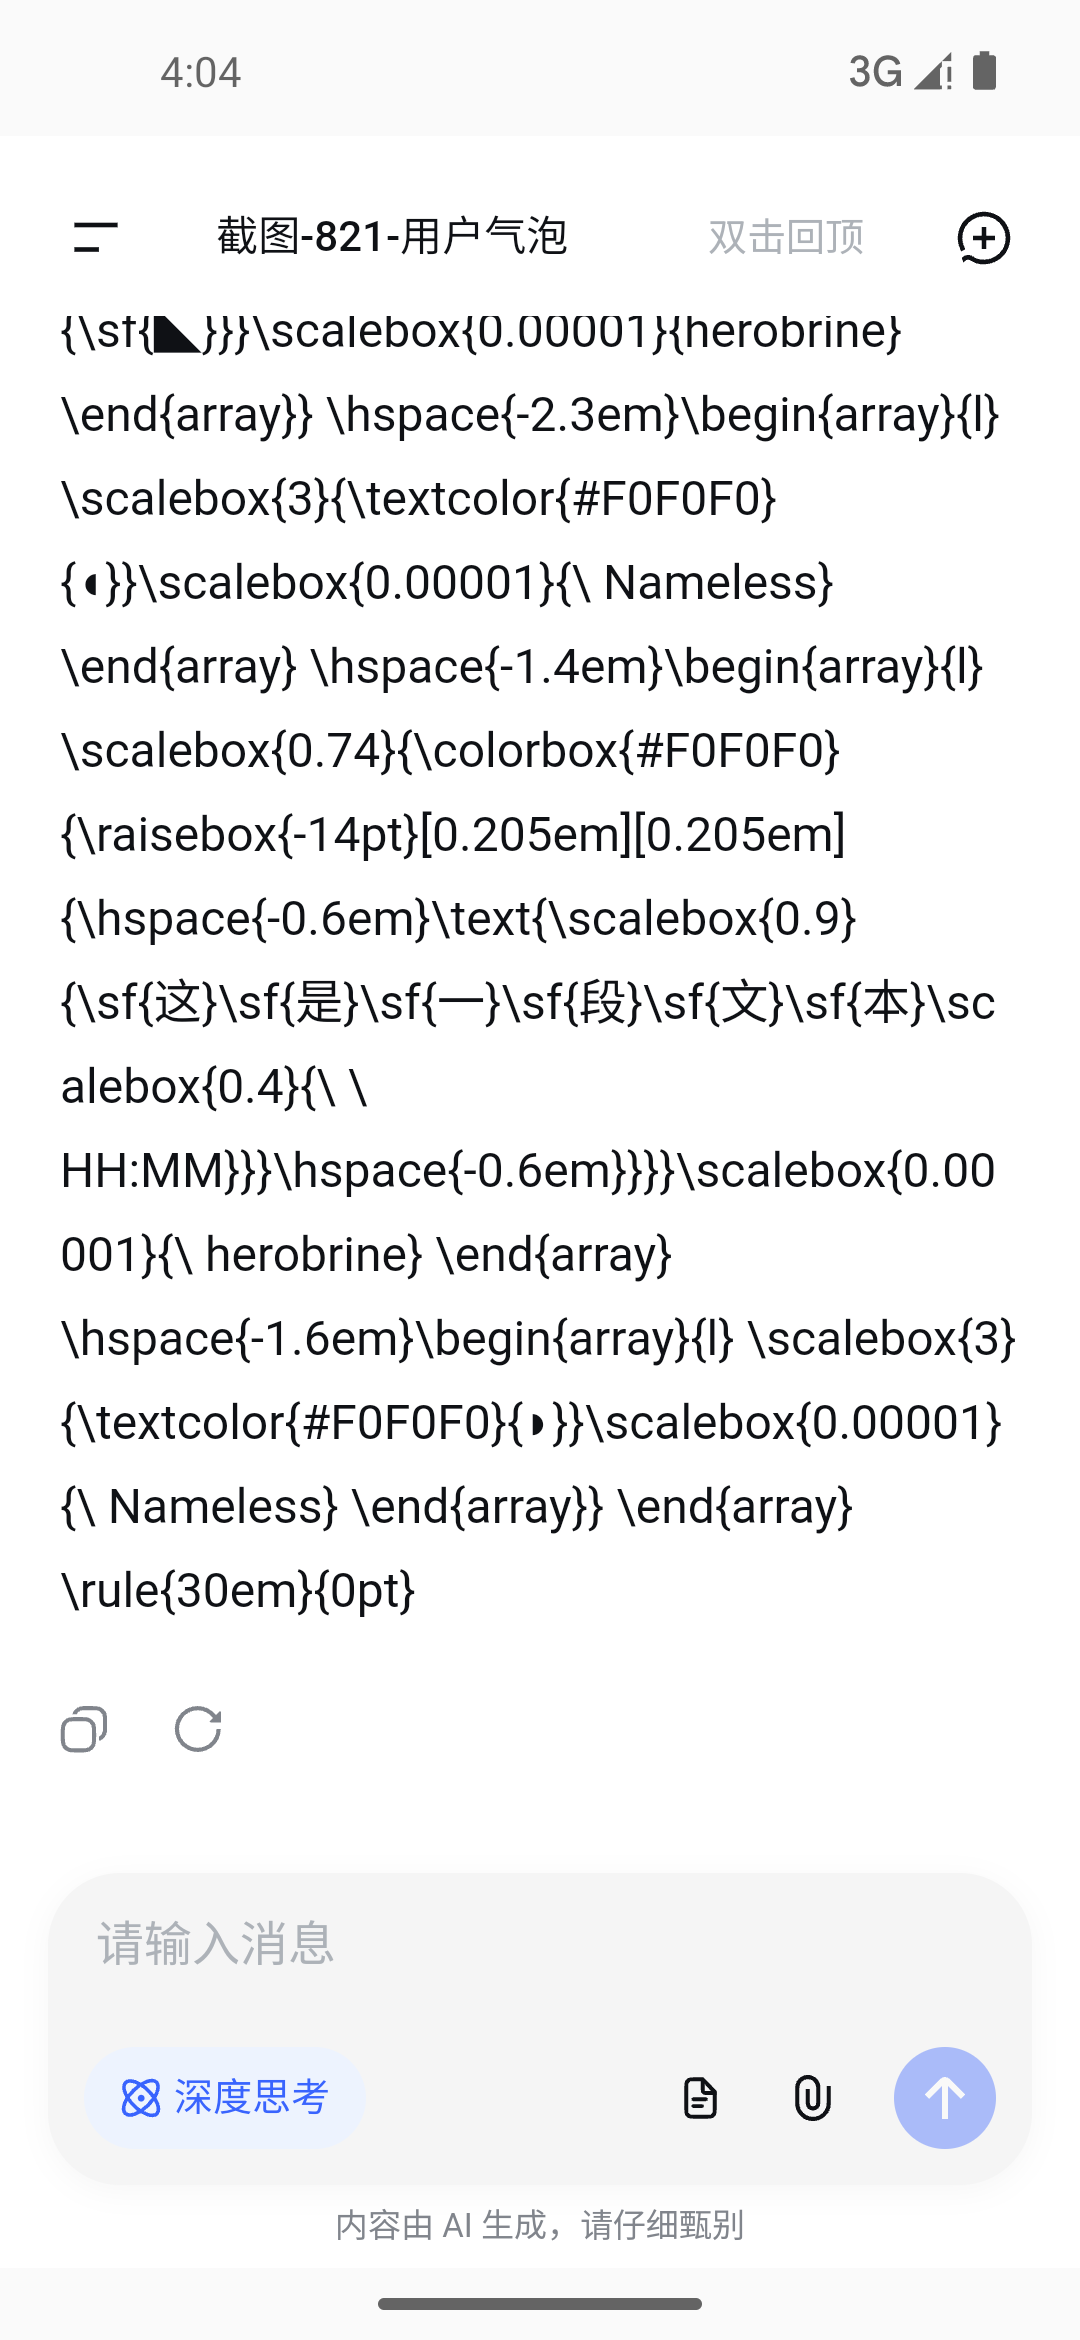 4:04
3G
截图-821-用户气泡
双击回顶
{\sf{◣}}}\scalebox{0.00001}{herobrine}
\end{array}} \hspace{-2.3em}\begin{array}{l}
\scalebox{3}{\textcolor{#F0F0F0}
{◖}}\scalebox{0.00001}{\ Nameless}
\end{array} \hspace{-1.4em}\begin{array}{l}
\scalebox{0.74}{\colorbox{#F0F0F0}
{\raisebox{-14pt}[0.205em][0.205em]
{\hspace{-0.6em}\text{\scalebox{0.9}
{\sf{这}\sf{是}\sf{一}\sf{段}\sf{文}\sf{本}\sc
alebox{0.4}{\ \
HH:MM}}}\hspace{-0.6em}}}}\scalebox{0.00
001}{\ herobrine} \end{array}
\hspace{-1.6em}\begin{array}{l} \scalebox{3}
{\textcolor{#F0F0F0}{◗}}\scalebox{0.00001}
{\ Nameless} \end{array}} \end{array}
\rule{30em}{0pt}
请输入消息
深度思考
内容由 AI 生成，请仔细甄别